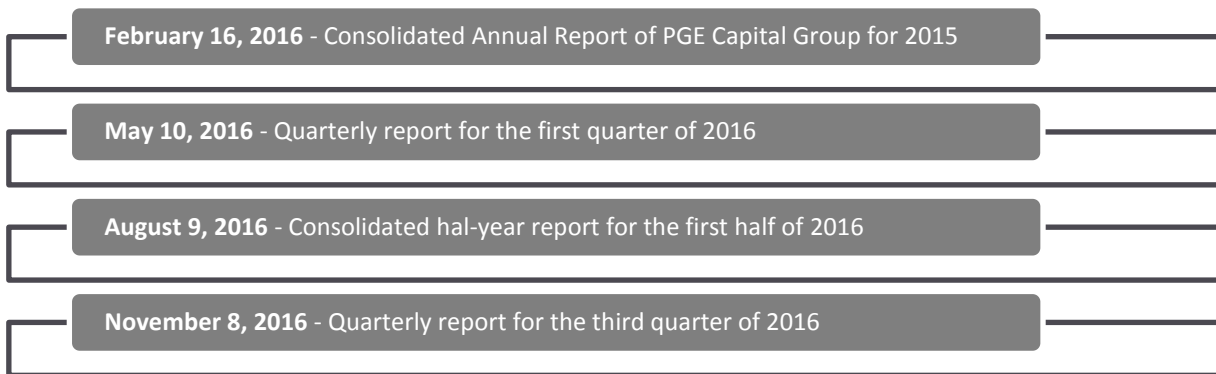 February 16, 2016 - Consolidated Annual Report of PGE Capital Group for 2015
May 10, 2016 - Quarterly report for the first quarter of 2016
August 9, 2016 - Consolidated hal-year report for the first half of 2016
November 8, 2016 - Quarterly report for the third quarter of 2016